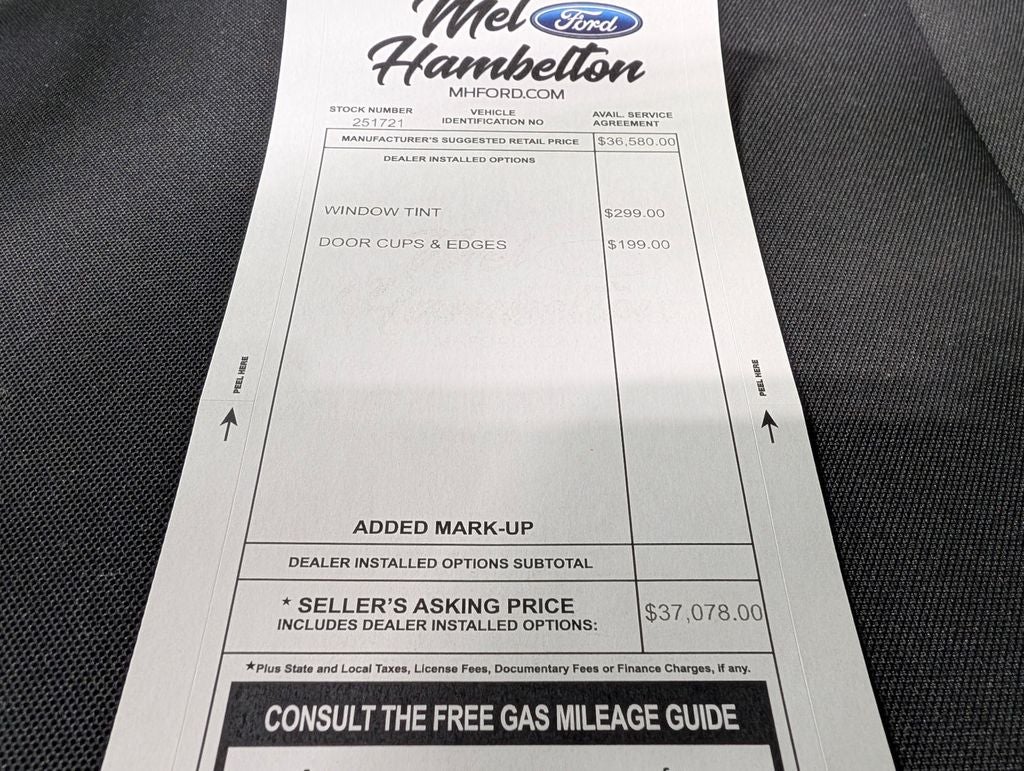 Mel Ford
Hambelton
MHFORD.COM
STOCK NUMBER
251721
VEHICLE
IDENTIFICATION NO
AVAIL. SERVICE
AGREEMENT
MANUFACTURER'S SUGGESTED RETAIL PRICE $36,580.00
DEALER INSTALLED OPTIONS
WINDOW TINT $299.00
DOOR CUPS & EDGES $199.00
PEEL HERE
PEEL HERE
ADDED MARK-UP
DEALER INSTALLED OPTIONS SUBTOTAL
★ SELLER'S ASKING PRICE $37,078.00
INCLUDES DEALER INSTALLED OPTIONS:
★Plus State and Local Taxes, License Fees, Documentary Fees or Finance Charges, if any.
CONSULT THE FREE GAS MILEAGE GUIDE